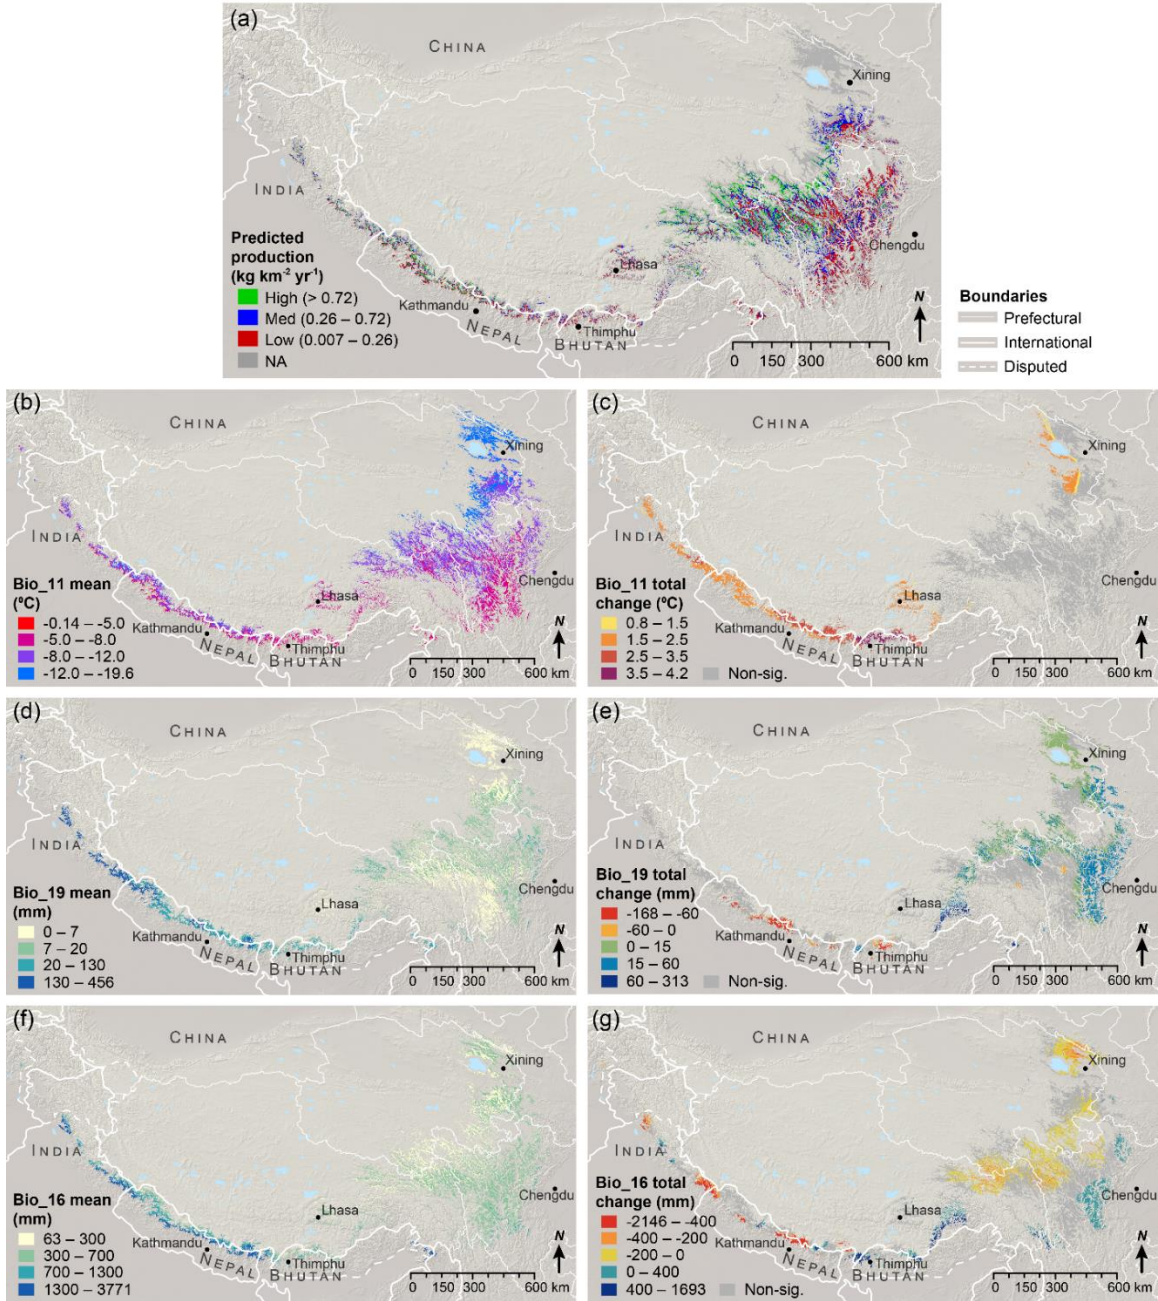 (a)
CHINA
Xining
INDIA
Chengdu
Lhasa
Kathmandu
NEPAL
Thimphu
BHUTAN
Predicted
production
(kg km⁻² yr⁻¹)
High (> 0.72)
Med (0.26 – 0.72)
Low (0.007 – 0.26)
NA
N
0 150 300 600 km
Boundaries
Prefectural
International
Disputed
(b)
CHINA
Xining
INDIA
Chengdu
Lhasa
Kathmandu
NEPAL
Thimphu
BHUTAN
Bio_11 mean
(ºC)
-0.14 – -5.0
-5.0 – -8.0
-8.0 – -12.0
-12.0 – -19.6
N
0 150 300 600 km
(c)
CHINA
Xining
INDIA
Chengdu
Lhasa
Kathmandu
NEPAL
Thimphu
BHUTAN
Bio_11 total
change (ºC)
0.8 – 1.5
1.5 – 2.5
2.5 – 3.5
3.5 – 4.2
Non-sig.
N
0 150 300 600 km
(d)
CHINA
Xining
INDIA
Chengdu
Lhasa
Kathmandu
NEPAL
Thimphu
BHUTAN
Bio_19 mean
(mm)
0 – 7
7 – 20
20 – 130
130 – 456
N
0 150 300 600 km
(e)
CHINA
Xining
INDIA
Chengdu
Lhasa
Kathmandu
NEPAL
Thimphu
BHUTAN
Bio_19 total
change (mm)
-168 – -60
-60 – 0
0 – 15
15 – 60
60 – 313
Non-sig.
N
0 150 300 600 km
(f)
CHINA
Xining
INDIA
Chengdu
Lhasa
Kathmandu
NEPAL
Thimphu
BHUTAN
Bio_16 mean
(mm)
63 – 300
300 – 700
700 – 1300
1300 – 3771
N
0 150 300 600 km
(g)
CHINA
Xining
INDIA
Chengdu
Lhasa
Kathmandu
NEPAL
Thimphu
BHUTAN
Bio_16 total
change (mm)
-2146 – -400
-400 – -200
-200 – 0
0 – 400
400 – 1693
Non-sig.
N
0 150 300 600 km